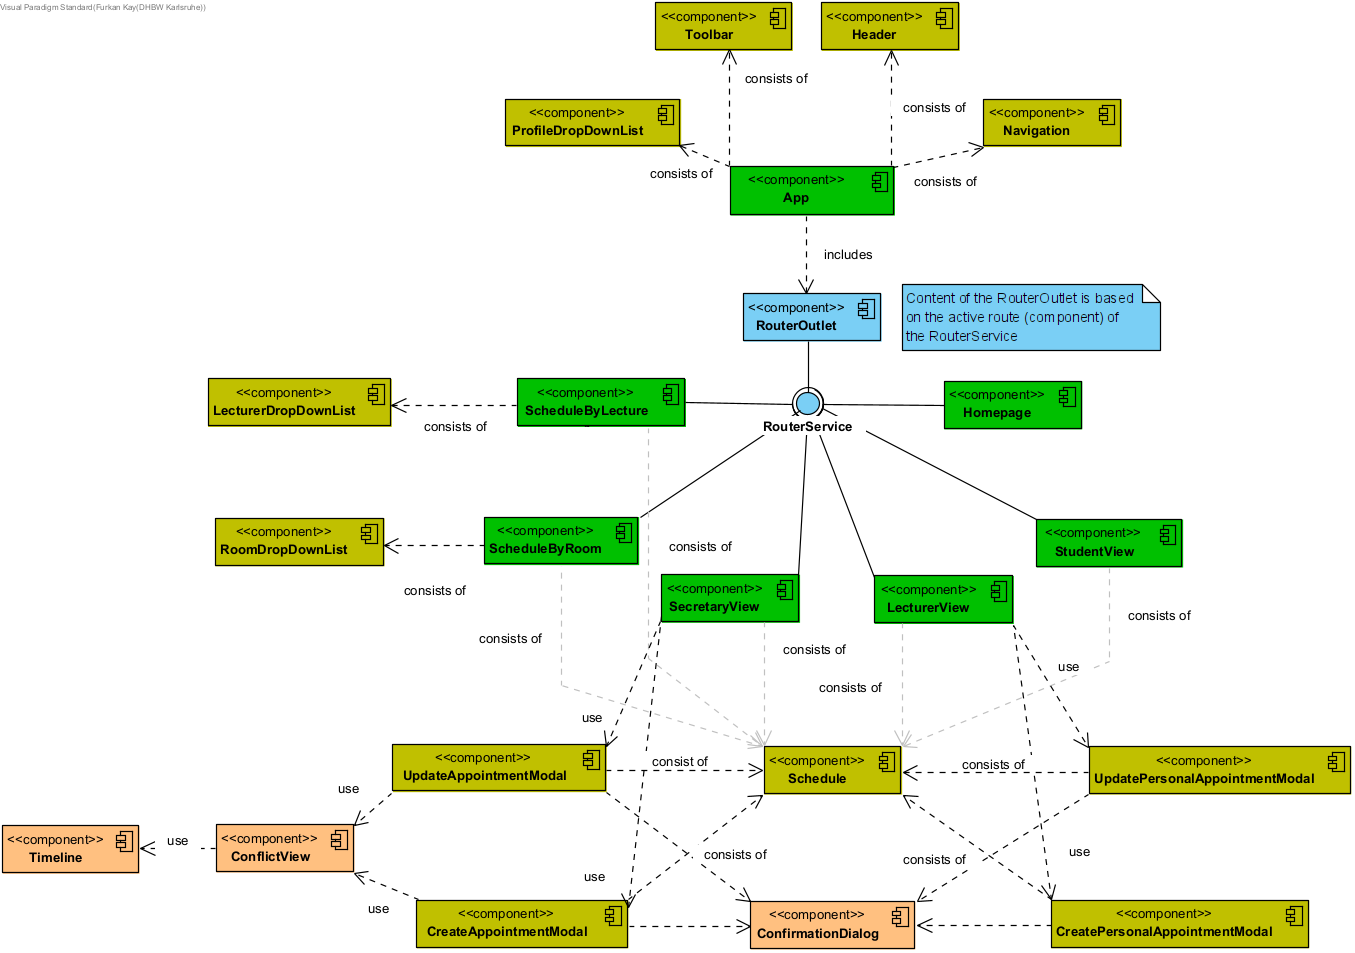 Visual Paradigm Standard(Furkan Kay(DHBW Karlsruhe))
<<component>>
Toolbar
<<component>>
Header
consists of
<<component>>
ProfileDropDownList
consists of
<<component>>
Navigation
consists of
<<component>>
App
consists of
includes
<<component>>
RouterOutlet
Content of the RouterOutlet is based
on the active route (component) of
the RouterService
<<component>>
LecturerDropDownList
consists of
<<component>>
ScheduleByLecture
RouterService
<<component>>
Homepage
<<component>>
RoomDropDownList
consists of
<<component>>
ScheduleByRoom
consists of
<<component>>
StudentView
<<component>>
SecretaryView
<<component>>
LecturerView
consists of
consists of
consists of
consists of
use
use
<<component>>
UpdateAppointmentModal
consist of
<<component>>
Schedule
consists of
<<component>>
UpdatePersonalAppointmentModal
use
<<component>>
Timeline
use
<<component>>
ConflictView
consists of
consists of
use
use
use
<<component>>
CreateAppointmentModal
<<component>>
ConfirmationDialog
<<component>>
CreatePersonalAppointmentModal